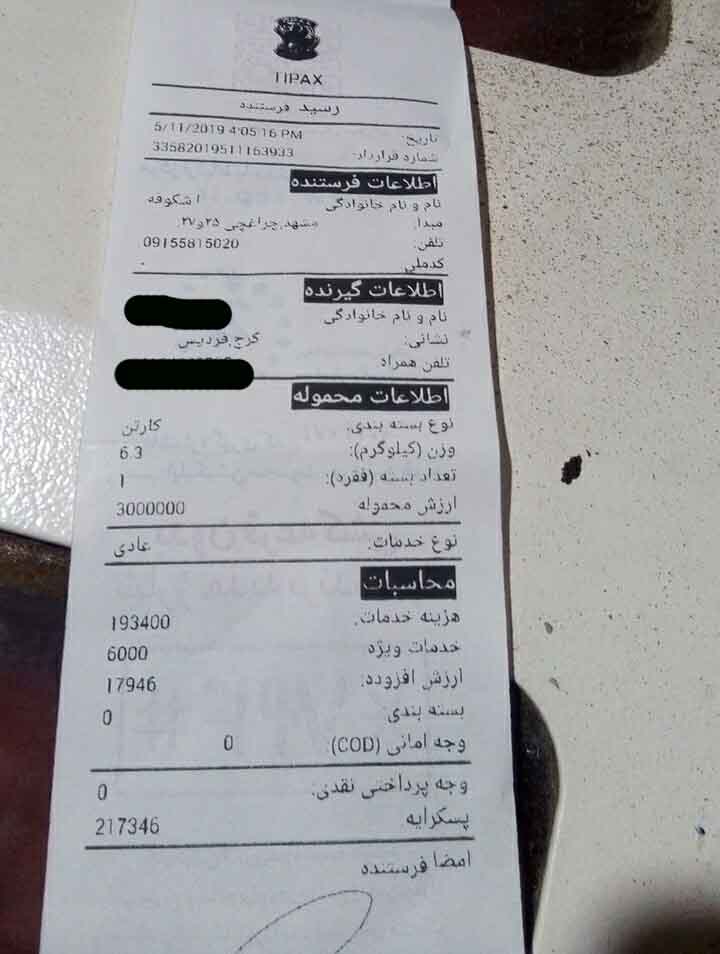 TIPAX
رسید فرستنده
تاریخ: 5/11/2019 4:05:16 PM
شماره قرارداد: 33582019511153933
اطلاعات فرستنده
نام و نام خانوادگی ا شکوفه
مبدا: مشهد,چراغچی ۲۵و۲۷
تلفن: 09155815020
کدملی .
اطلاعات گیرنده
نام و نام خانوادگی
نشانی: کرج,فردیس
تلفن همراه
اطلاعات محموله
نوع بسته بندی: کارتن
وزن (کیلوگرم): 6.3
تعداد بسته (فقره): 1
ارزش محموله 3000000
نوع خدمات: عادی
محاسبات
هزینه خدمات: 193400
خدمات ویژه 6000
ارزش افزوده: 17946
بسته بندی: 0
وجه امانی (COD): 0
وجه پرداختی نقدی: 0
پسکرایه 217346
امضا فرستنده